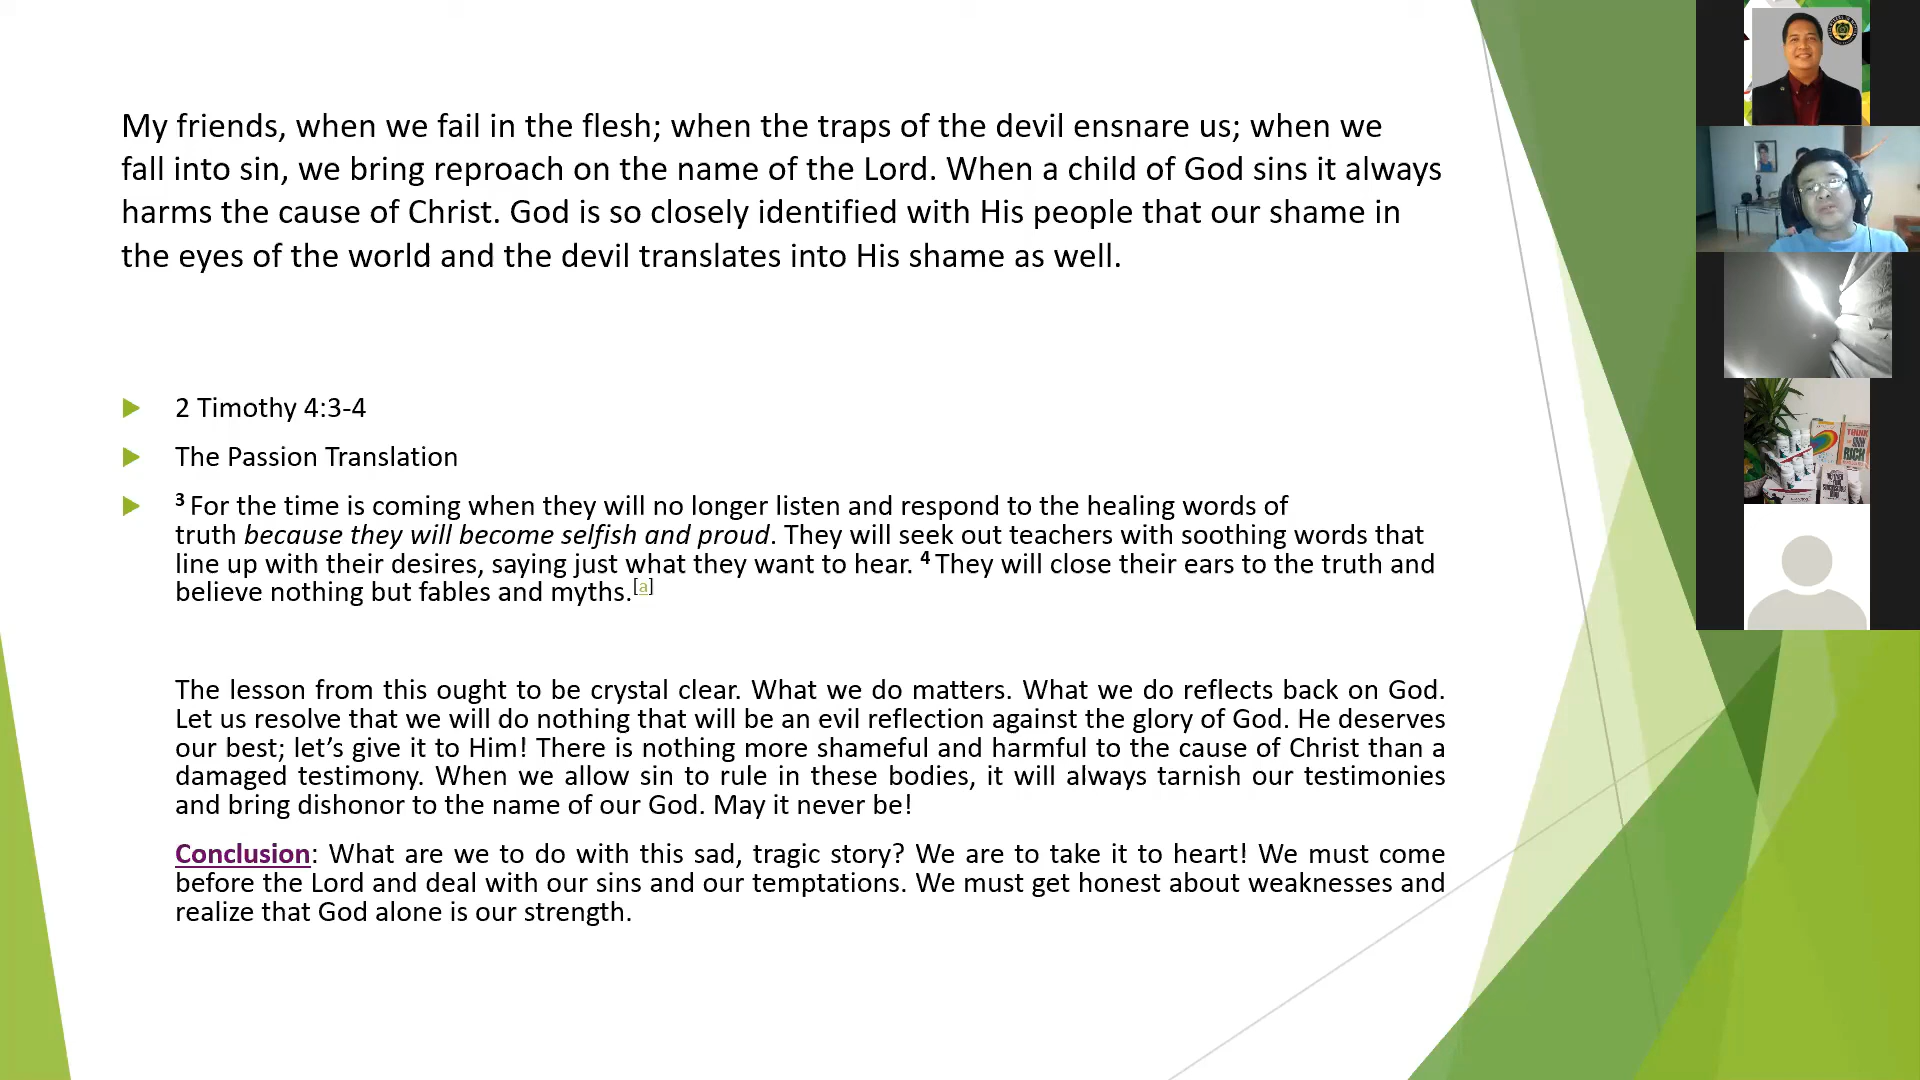 My friends, when we fail in the flesh; when the traps of the devil ensnare us; when we
fall into sin, we bring reproach on the name of the Lord. When a child of God sins it always
harms the cause of Christ. God is so closely identified with His people that our shame in
the eyes of the world and the devil translates into His shame as well.
2 Timothy 4:3-4
The Passion Translation
3 For the time is coming when they will no longer listen and respond to the healing words of
truth because they will become selfish and proud. They will seek out teachers with soothing words that
line up with their desires, saying just what they want to hear. 4 They will close their ears to the truth and
believe nothing but fables and myths.[a]
The lesson from this ought to be crystal clear. What we do matters. What we do reflects back on God.
Let us resolve that we will do nothing that will be an evil reflection against the glory of God. He deserves
our best; let’s give it to Him! There is nothing more shameful and harmful to the cause of Christ than a
damaged testimony. When we allow sin to rule in these bodies, it will always tarnish our testimonies
and bring dishonor to the name of our God. May it never be!
Conclusion: What are we to do with this sad, tragic story? We are to take it to heart! We must come
before the Lord and deal with our sins and our temptations. We must get honest about weaknesses and
realize that God alone is our strength.
THINK
RICH